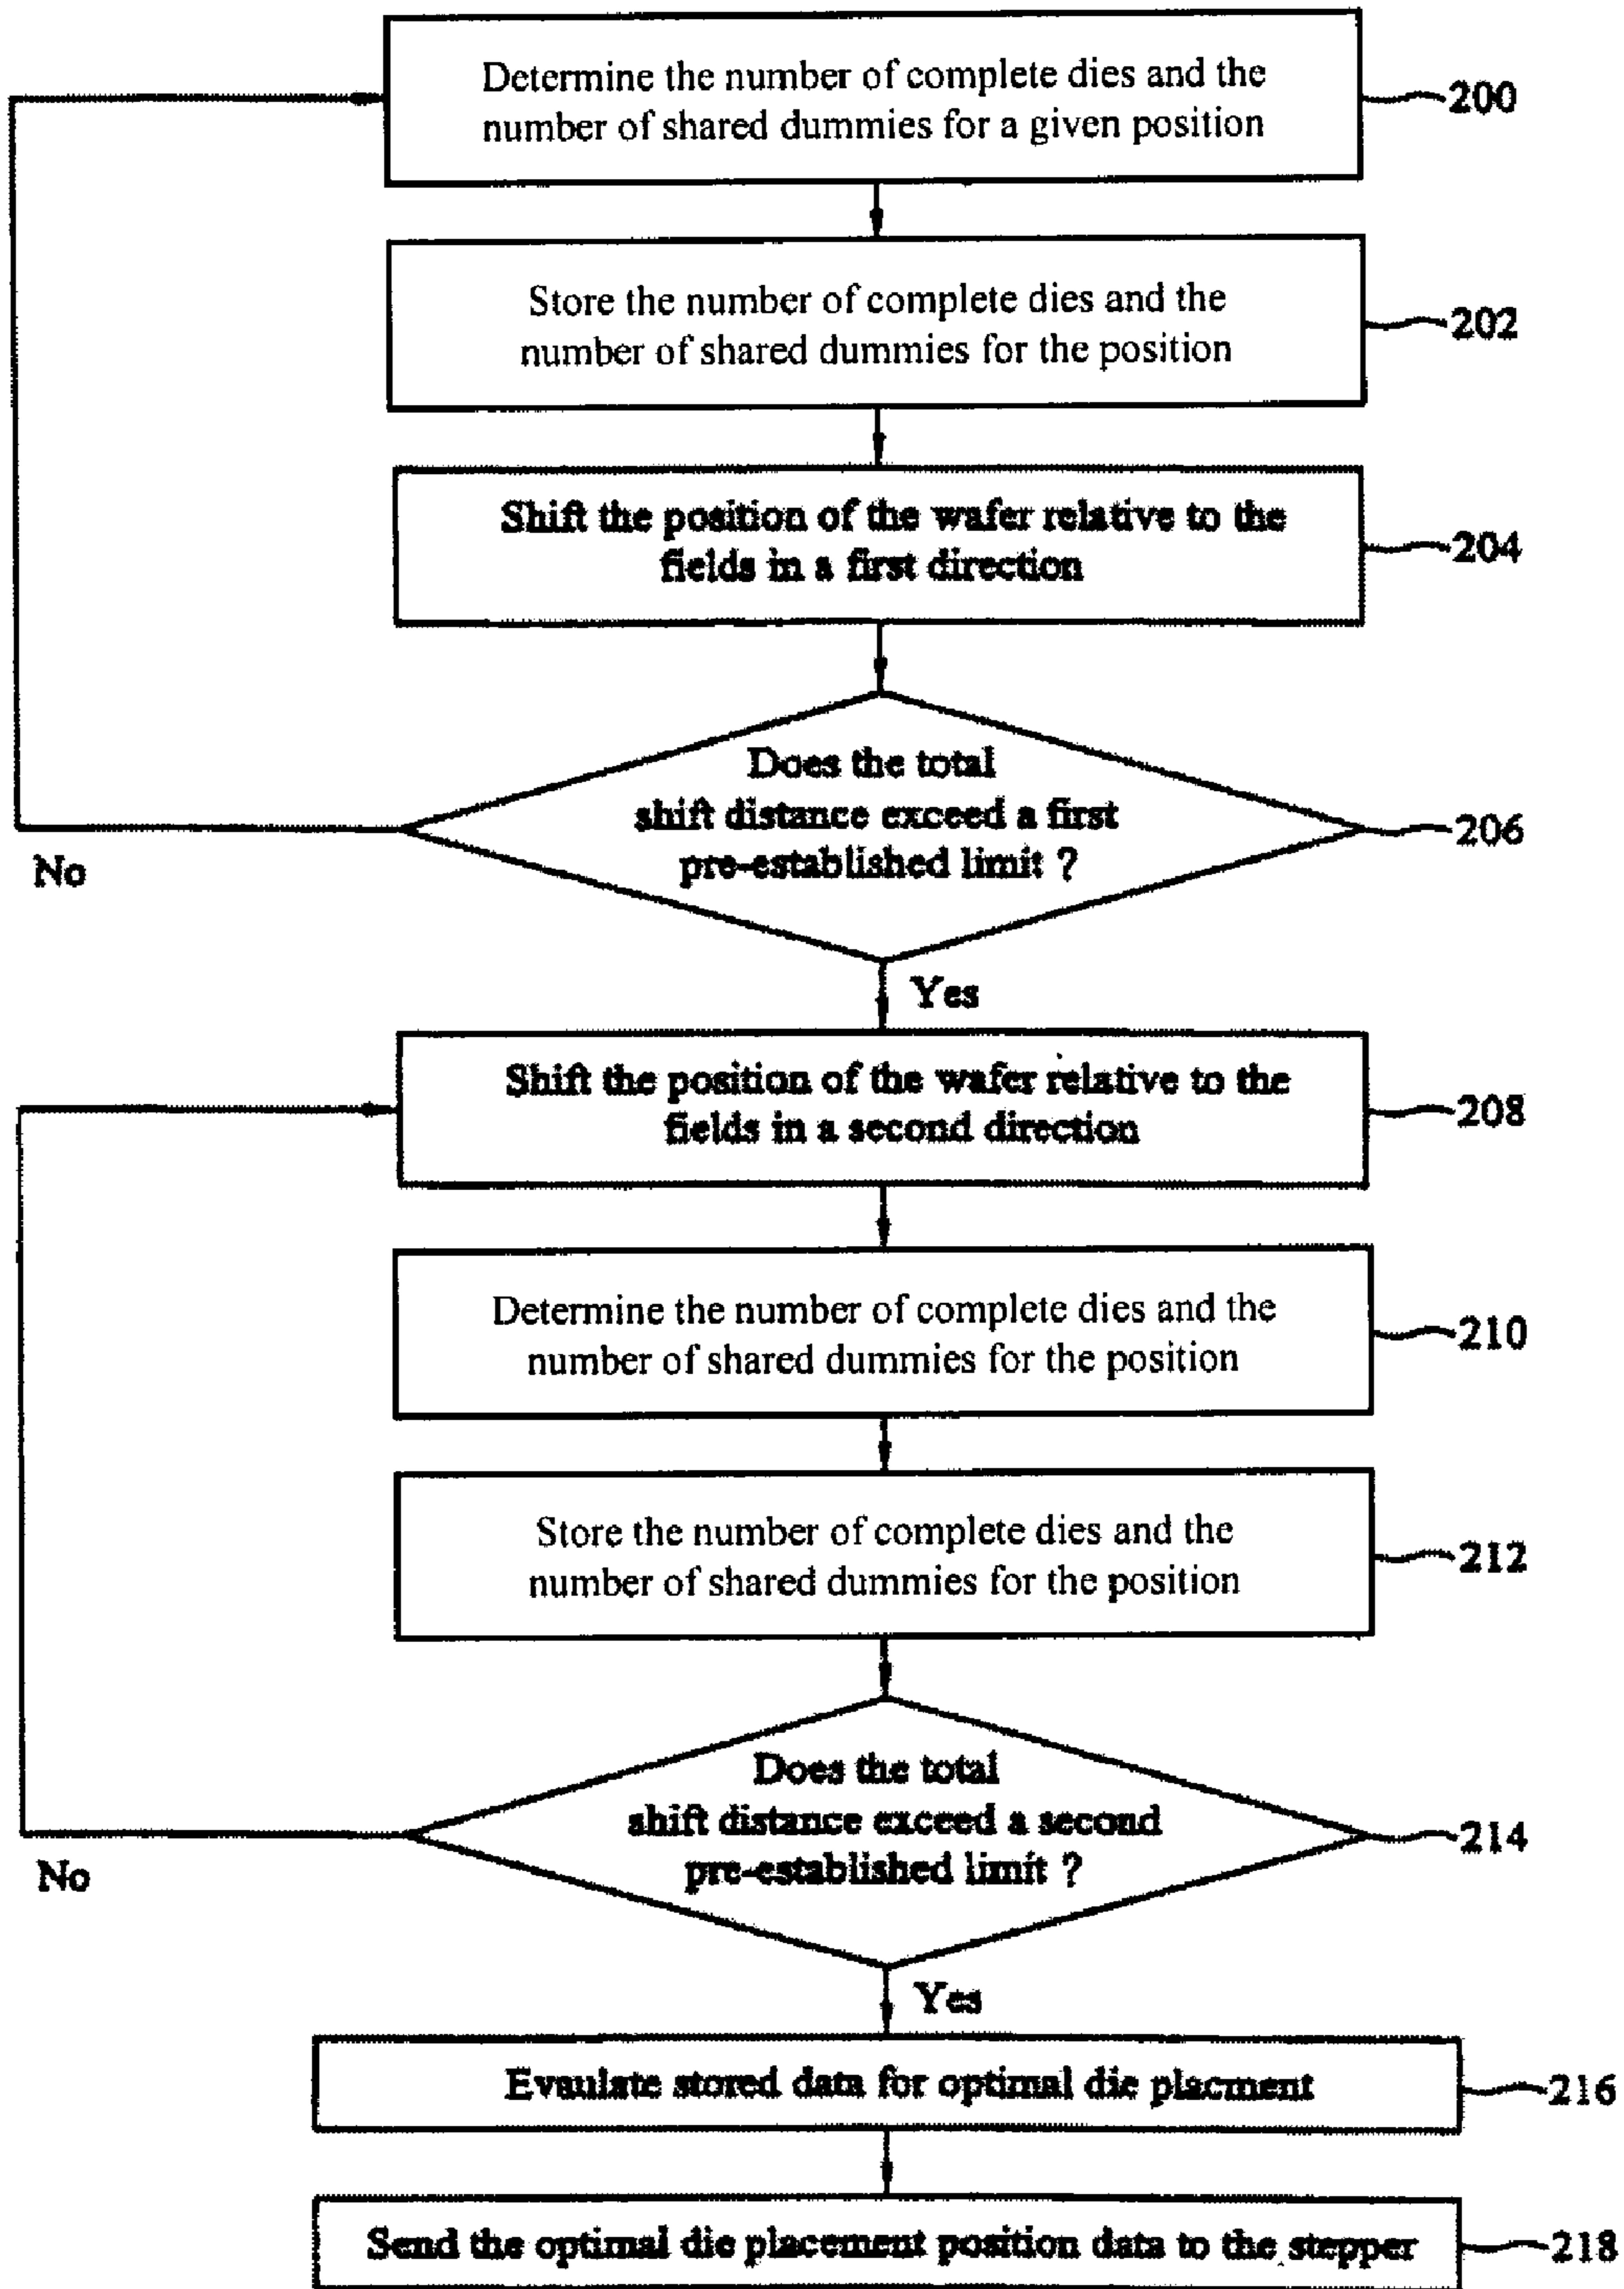 Determine the number of complete dies and the
number of shared dummies for a given position
200
Store the number of complete dies and the
number of shared dummies for the position
202
Shift the position of the wafer relative to the
fields in a first direction
204
Does the total
shift distance exceed a first
pre-established limit ?
206
No
Yes
Shift the position of the wafer relative to the
fields in a second direction
208
Determine the number of complete dies and the
number of shared dummies for the position
210
Store the number of complete dies and the
number of shared dummies for the position
212
Does the total
shift distance exceed a second
pre-established limit ?
214
No
Yes
Evaulate stored data for optimal die placment
216
Send the optimal die placement position data to the stepper
218